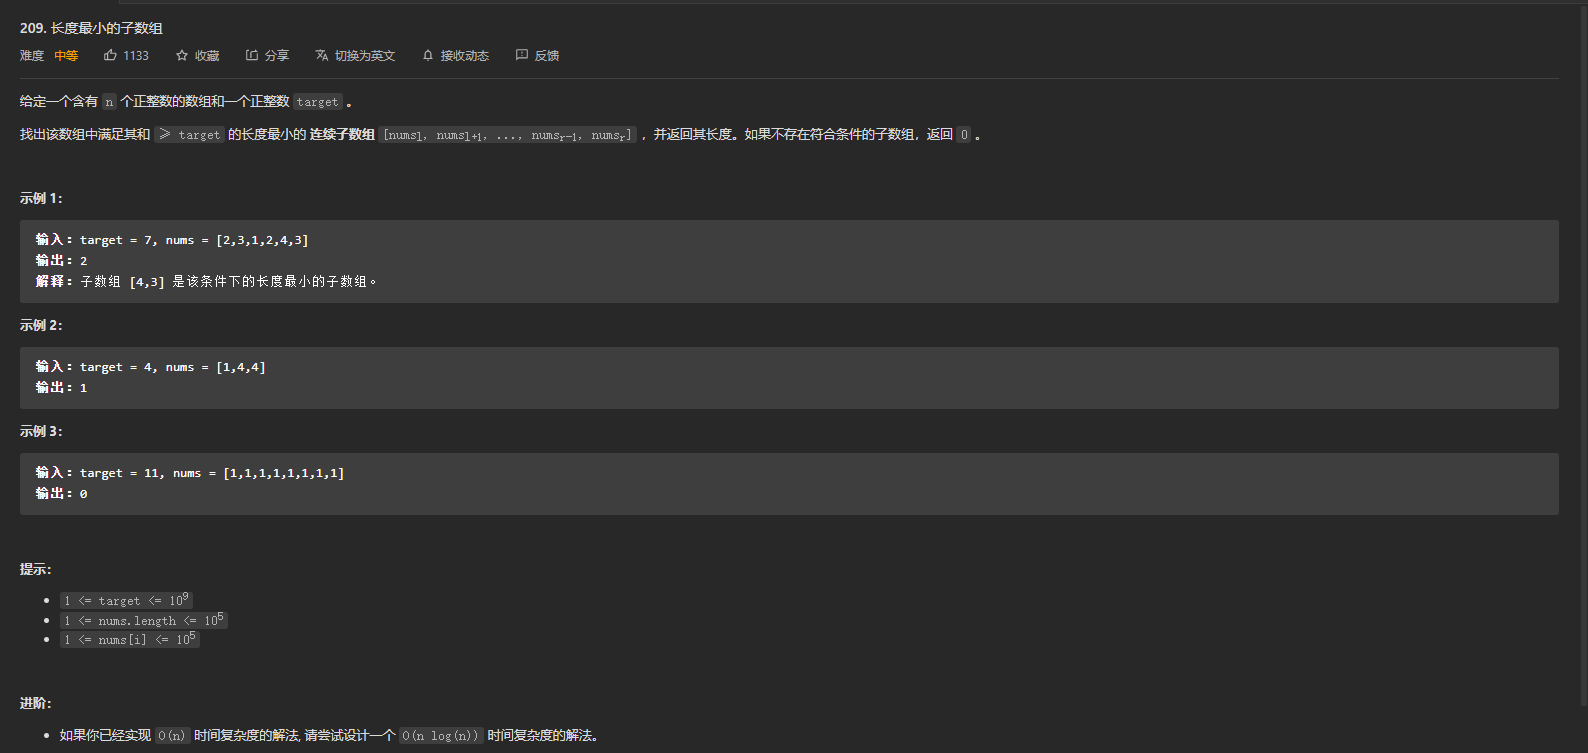 209. 长度最小的子数组
难度 中等 1133 收藏 分享 切换为英文 接收动态 反馈
给定一个含有 n 个正整数的数组和一个正整数 target 。
找出该数组中满足其和 ≥ target 的长度最小的 连续子数组 [numsl, numsl+1, ..., numsr-1, numsr] ，并返回其长度。如果不存在符合条件的子数组，返回 0 。
示例 1：
输入：target = 7, nums = [2,3,1,2,4,3]
输出：2
解释：子数组 [4,3] 是该条件下的长度最小的子数组。
示例 2：
输入：target = 4, nums = [1,4,4]
输出：1
示例 3：
输入：target = 11, nums = [1,1,1,1,1,1,1,1]
输出：0
提示：
1 <= target <= 10⁹
1 <= nums.length <= 10⁵
1 <= nums[i] <= 10⁵
进阶：
如果你已经实现 O(n) 时间复杂度的解法, 请尝试设计一个 O(n log(n)) 时间复杂度的解法。